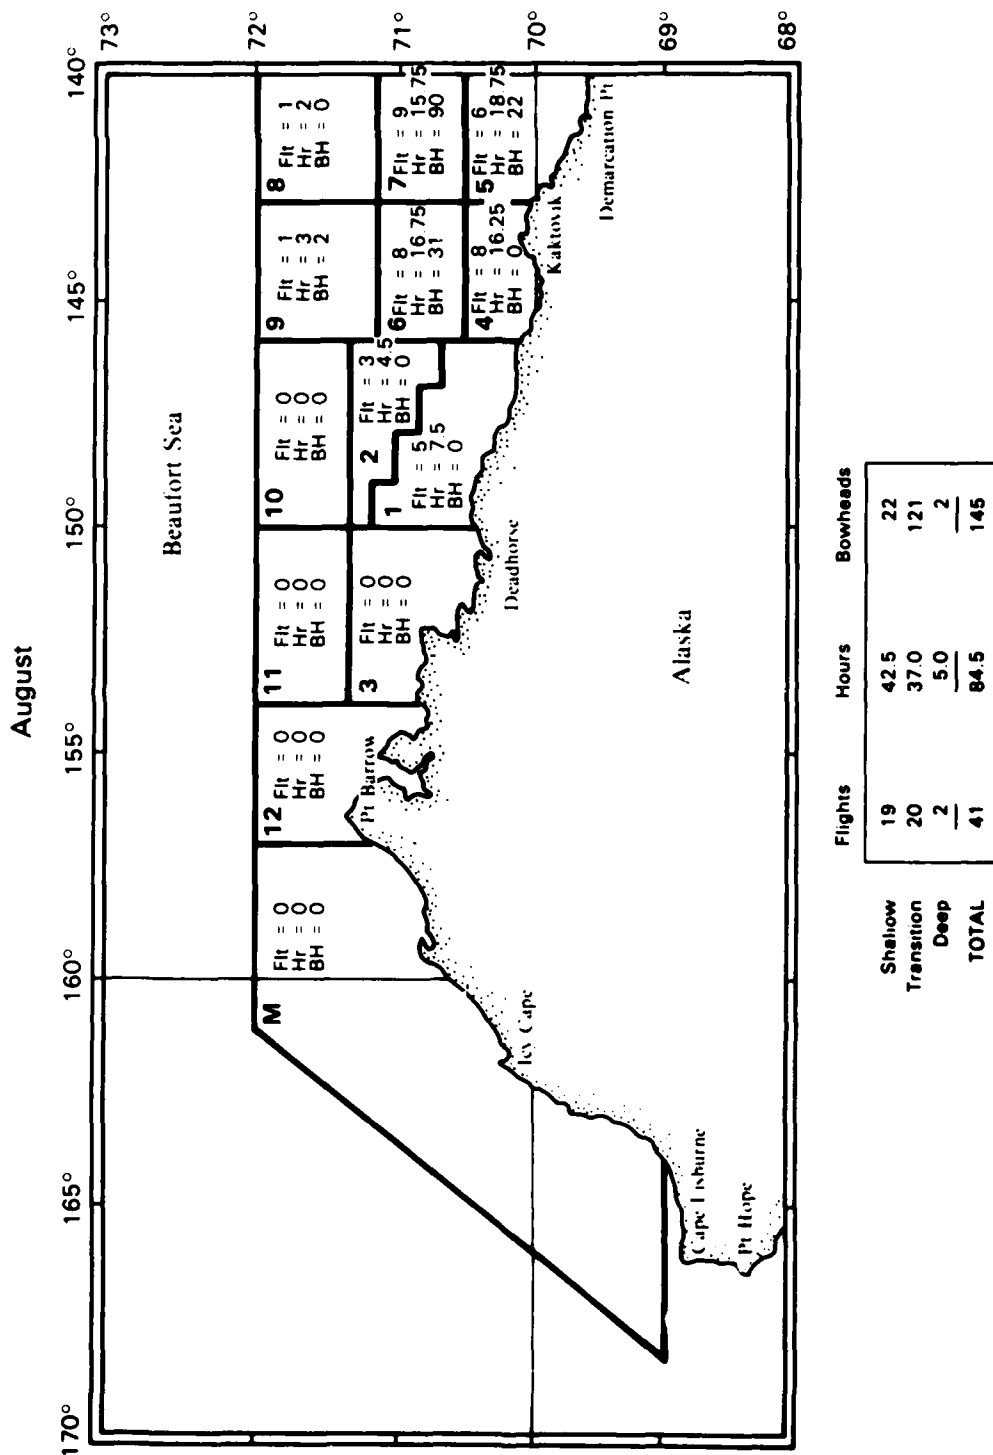 August
170°
165°
160°
155°
150°
145°
140°
73°
72°
71°
70°
69°
68°
Beaufort Sea
M
Flt = 0
Hr = 0
BH = 0
12
Flt = 0
Hr = 0
BH = 0
11
Flt = 0
Hr = 0
BH = 0
10
Flt = 0
Hr = 0
BH = 0
9
Flt = 1
Hr = 3
BH = 2
8
Flt = 1
Hr = 2
BH = 0
3
Flt = 0
Hr = 0
BH = 0
2
Flt = 3
Hr = 4.5
BH = 0
1
Flt = 5
Hr = 7.5
BH = 0
6
Flt = 8
Hr = 16.75
BH = 31
7
Flt = 9
Hr = 15.75
BH = 90
4
Flt = 8
Hr = 16.25
BH = 0
5
Flt = 6
Hr = 18.75
BH = 22
Pt Barrow
Deadhorse
Kaktovik
Demarcation Pt
Icy Cape
Cape Lisburne
Pt Hope
Alaska
Flights Hours Bowheads
Shallow 19 42.5 22
Transition 20 37.0 121
Deep 2 5.0 2
TOTAL 41 84.5 145